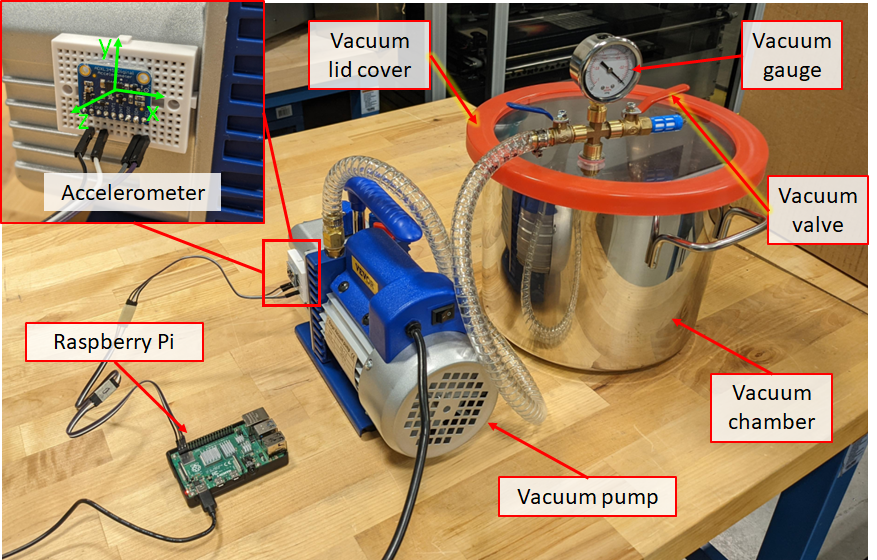 Vacuum
lid cover
Vacuum
gauge
y
z
x
Accelerometer
Vacuum
valve
Raspberry Pi
Vacuum
chamber
Vacuum pump